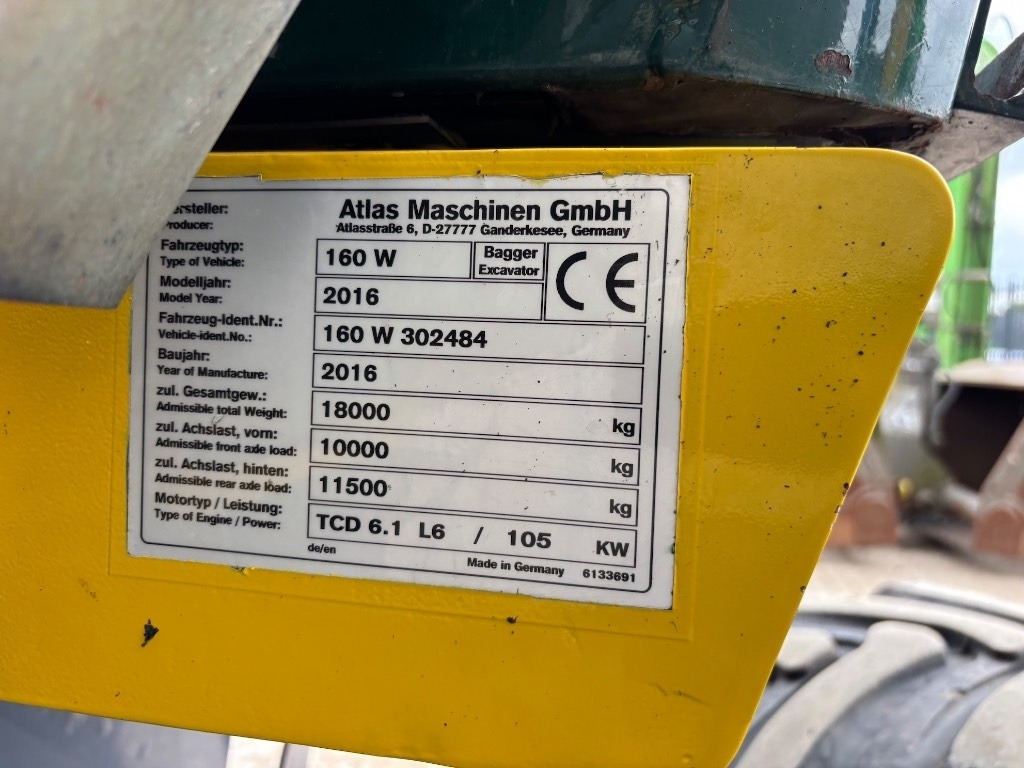 Atlas Maschinen GmbH
Producer: Atlasstraße 6, D-27777 Ganderkesee, Germany
Fahrzeugtyp: 160 W Bagger
Type of Vehicle: Excavator CE
Modelljahr: 2016
Model Year:
Fahrzeug-Ident.Nr.: 160 W 302484
Vehicle-ident.No.:
Baujahr: 2016
Year of Manufacture:
zul. Gesamtgew.: 18000 kg
Admissible total Weight:
zul. Achslast, vorn: 10000 kg
Admissible front axle load:
zul. Achslast, hinten: 11500 kg
Admissible rear axle load:
Motortyp / Leistung: TCD 6.1 L6 / 105 KW
Type of Engine / Power:
de/en Made in Germany 6133691